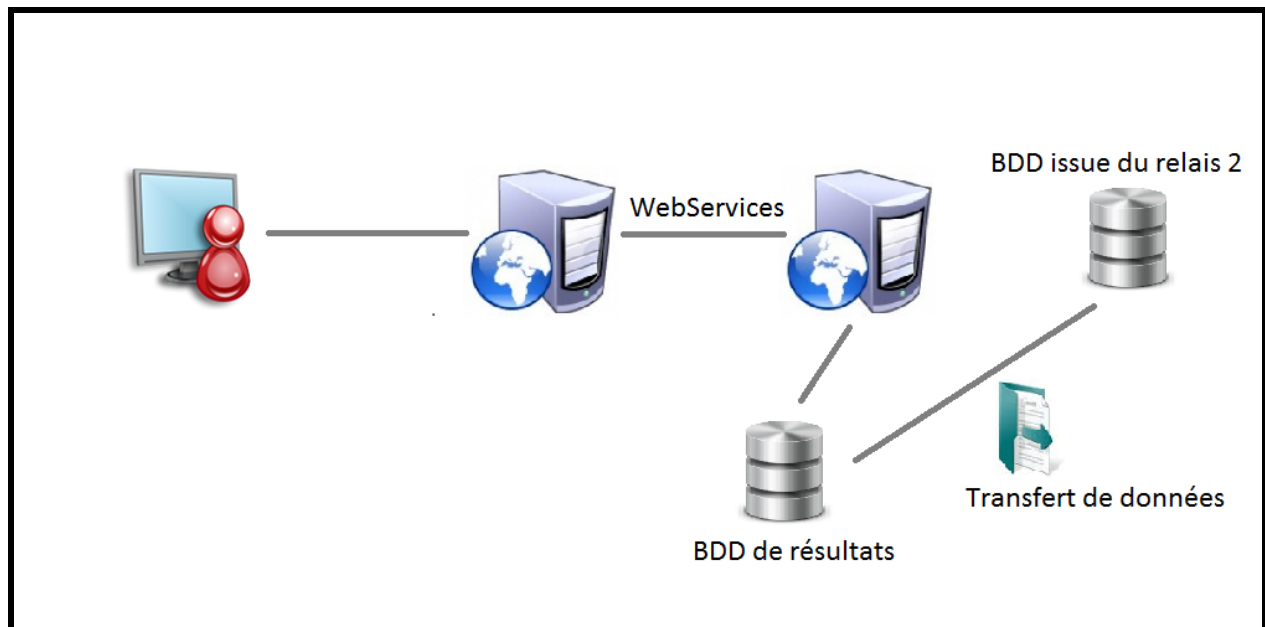 BDD issue du relais 2
WebServices
Transfert de données
BDD de résultats